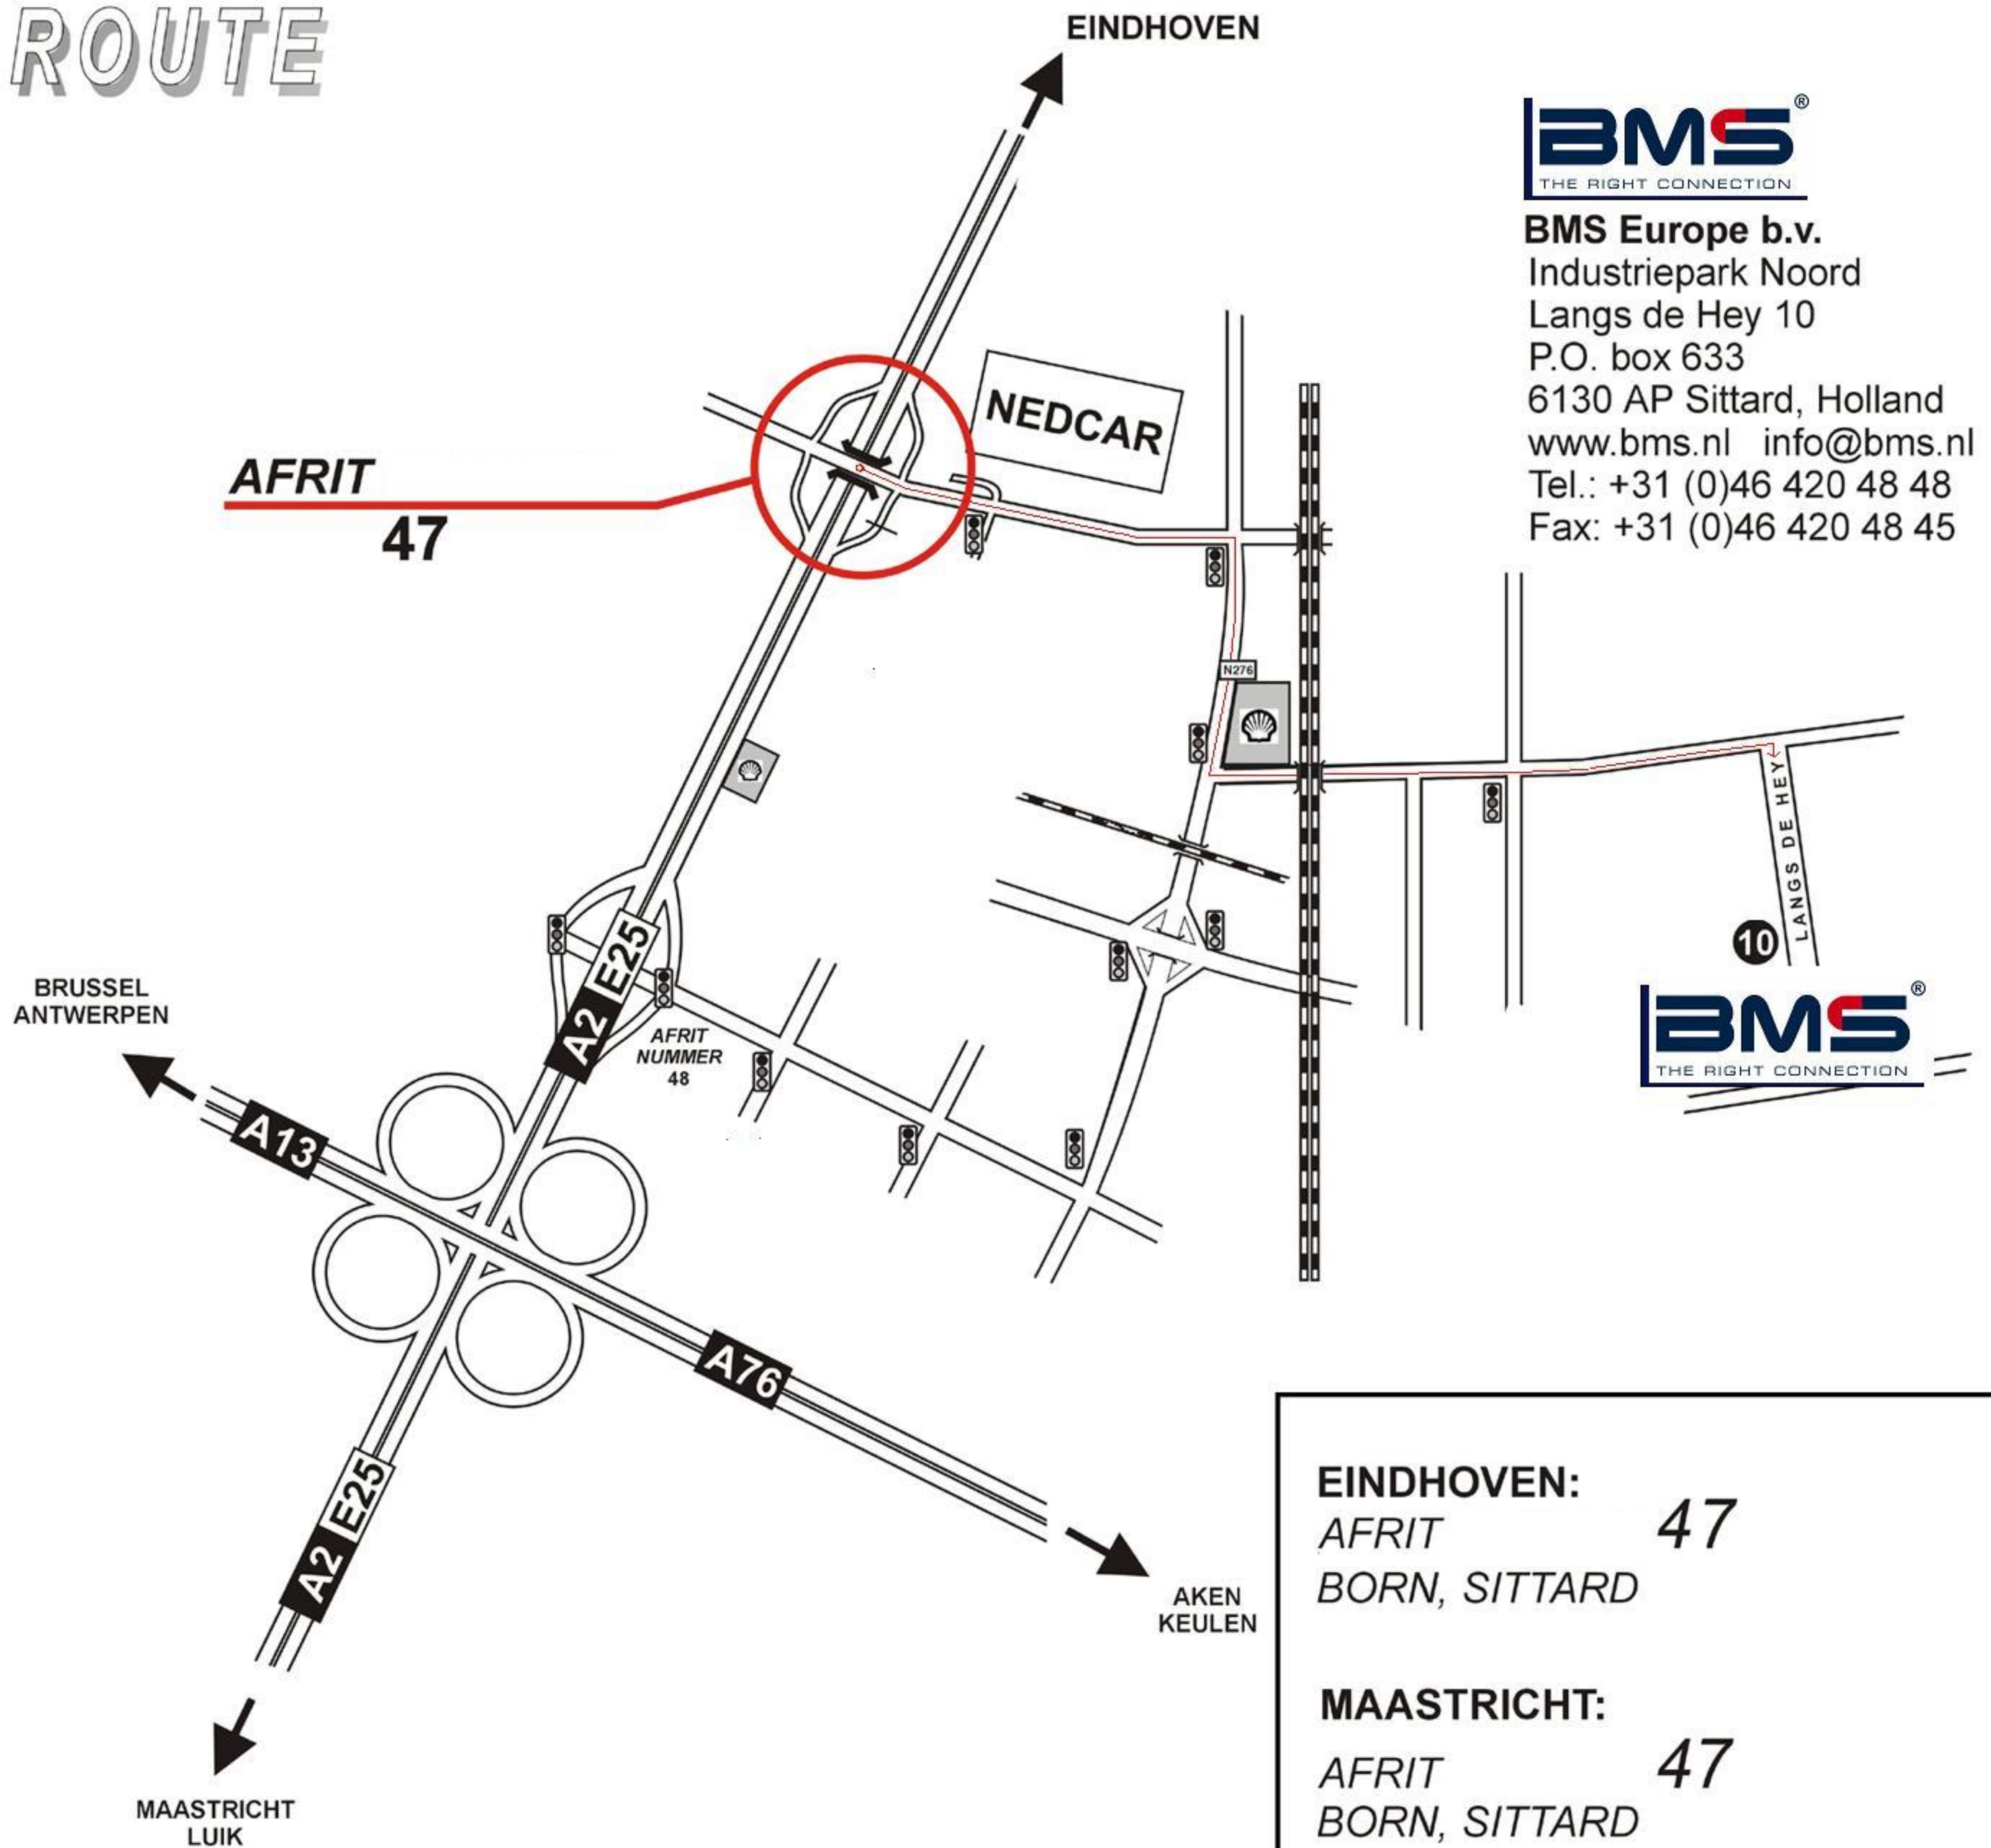 ROUTE
EINDHOVEN
BMS®
THE RIGHT CONNECTION
BMS Europe b.v.
Industriepark Noord
Langs de Hey 10
P.O. box 633
6130 AP Sittard, Holland
www.bms.nl info@bms.nl
Tel.: +31 (0)46 420 48 48
Fax: +31 (0)46 420 48 45
NEDCAR
AFRIT
47
N276
LANGS DE HEY
10
BMS®
THE RIGHT CONNECTION
A2 E25
AFRIT
NUMMER
48
BRUSSEL
ANTWERPEN
A13
A76
A2 E25
AKEN
KEULEN
MAASTRICHT
LUIK
EINDHOVEN:
AFRIT 47
BORN, SITTARD
MAASTRICHT:
AFRIT 47
BORN, SITTARD